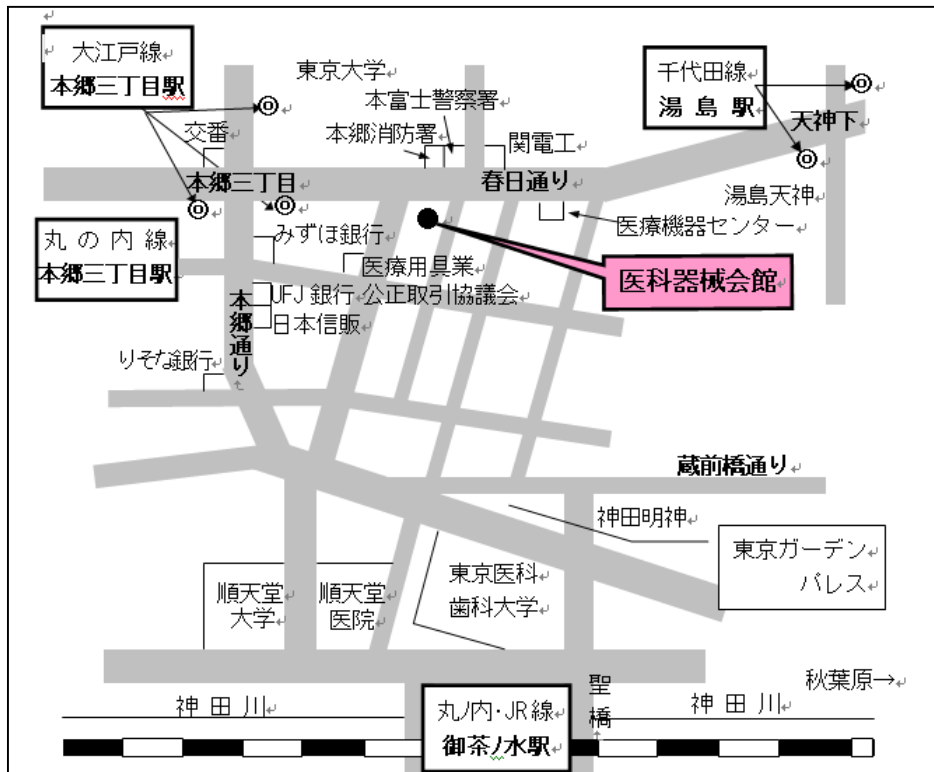 大江戸線
本郷三丁目駅
東京大学
本富士警察署
本郷消防署
関電工
交番
千代田線
湯島駅
天神下
本郷三丁目
春日通り
湯島天神
医療機器センター
丸の内線
本郷三丁目駅
みずほ銀行
医療用具業
公正取引協議会
UFJ銀行
日本信販
医科器械会館
本郷通り
りそな銀行
蔵前橋通り
神田明神
東京ガーデン
パレス
順天堂
大学
順天堂
医院
東京医科
歯科大学
聖橋
秋葉原→
神田川
丸ノ内・JR線
御茶ノ水駅
神田川